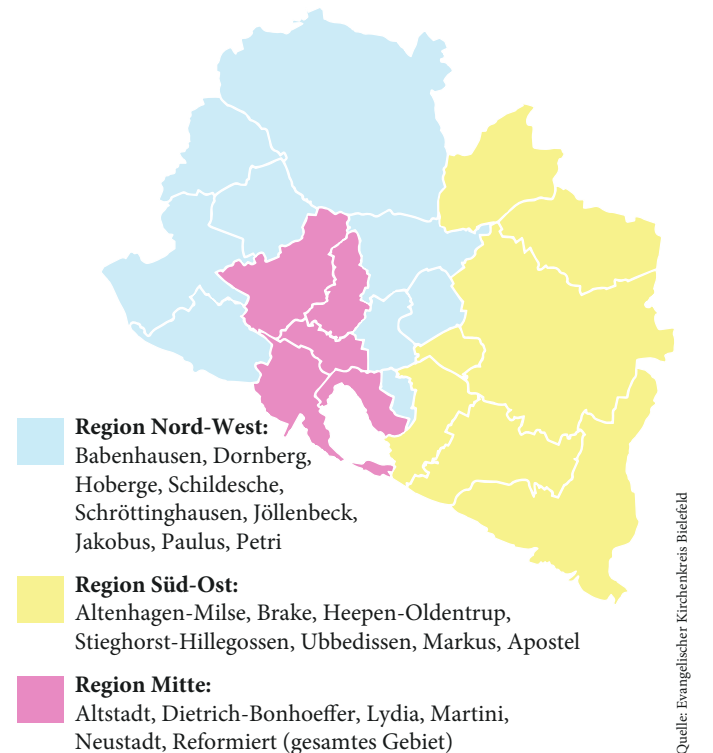 Region Nord-West:
Babenhausen, Dornberg,
Hoberge, Schildesche,
Schröttinghausen, Jöllenbeck,
Jakobus, Paulus, Petri
Region Süd-Ost:
Altenhagen-Milse, Brake, Heepen-Oldentrup,
Stieghorst-Hillegossen, Ubbedissen, Markus, Apostel
Region Mitte:
Altstadt, Dietrich-Bonhoeffer, Lydia, Martini,
Neustadt, Reformiert (gesamtes Gebiet)
Quelle: Evangelischer Kirchenkreis Bielefeld